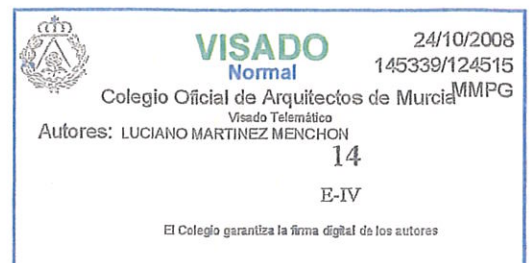 VISADO
24/10/2008
Normal
145339/124515
Colegio Oficial de Arquitectos de Murcia
MMPG
Visado Telemático
Autores: LUCIANO MARTINEZ MENCHON
14
E-IV
El Colegio garantiza la firma digital de los autores